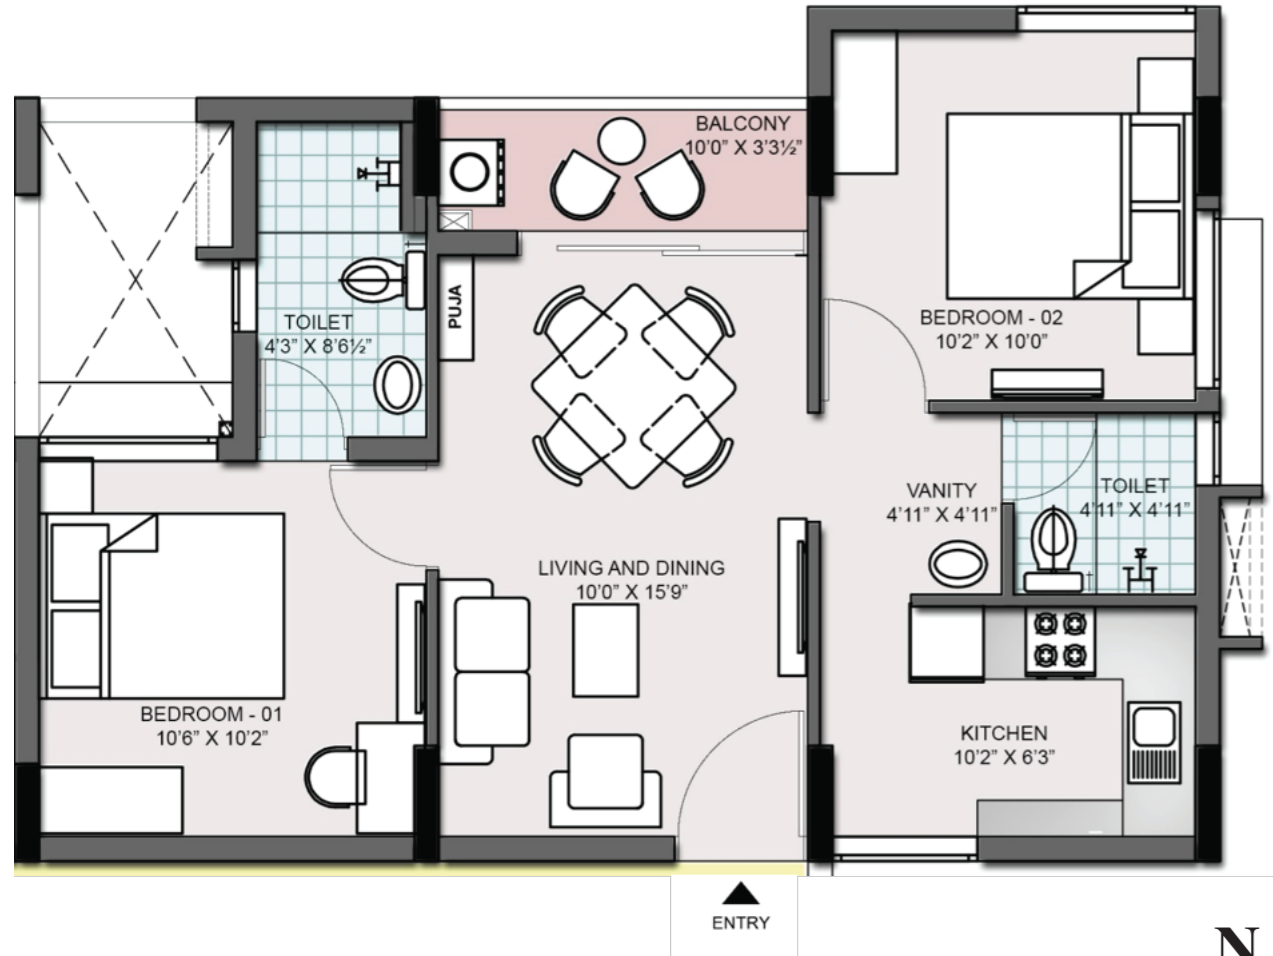 BALCONY
10'0” X 3'3½”
PUJA
TOILET
4'3” X 8'6½”
BEDROOM - 02
10'2” X 10'0”
VANITY
4'11” X 4'11”
TOILET
4'11” X 4'11”
LIVING AND DINING
10'0” X 15'9”
BEDROOM - 01
10'6” X 10'2”
KITCHEN
10'2” X 6'3”
ENTRY
N